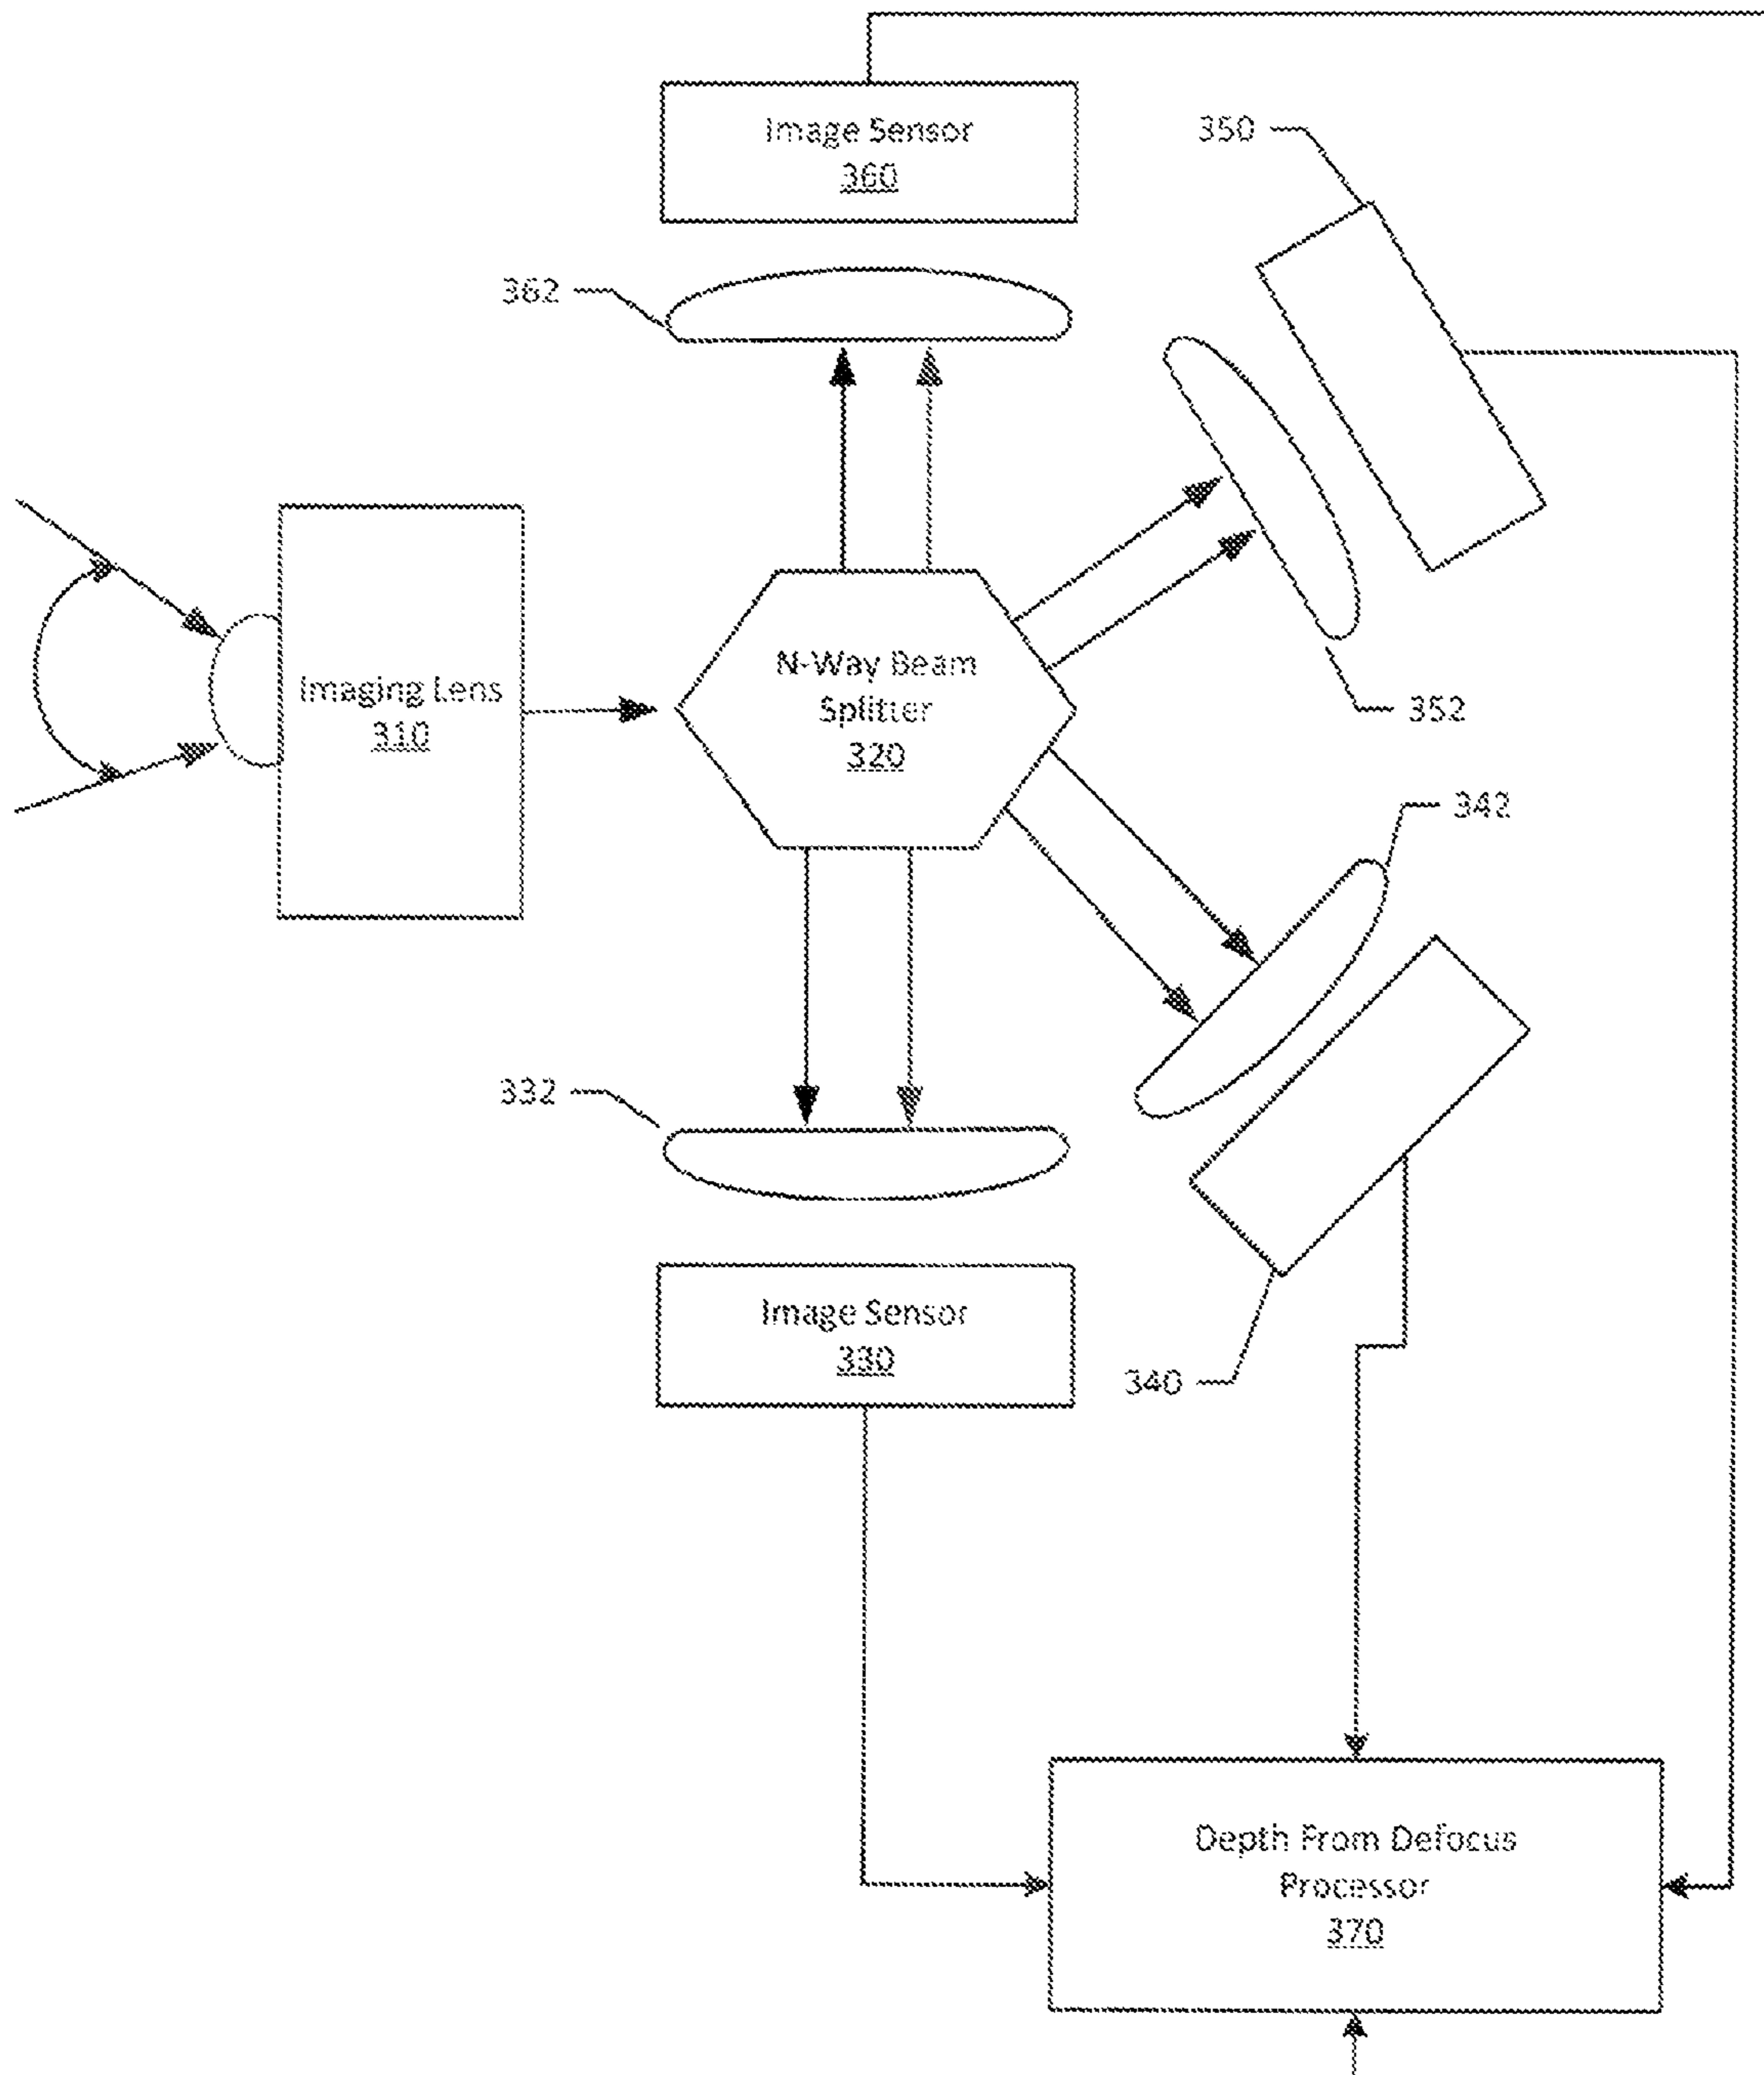 Image Sensor
360
350
362
Imaging Lens
310
N-Way Beam
Splitter
320
352
342
332
Image Sensor
330
340
Depth From Defocus
Processor
370